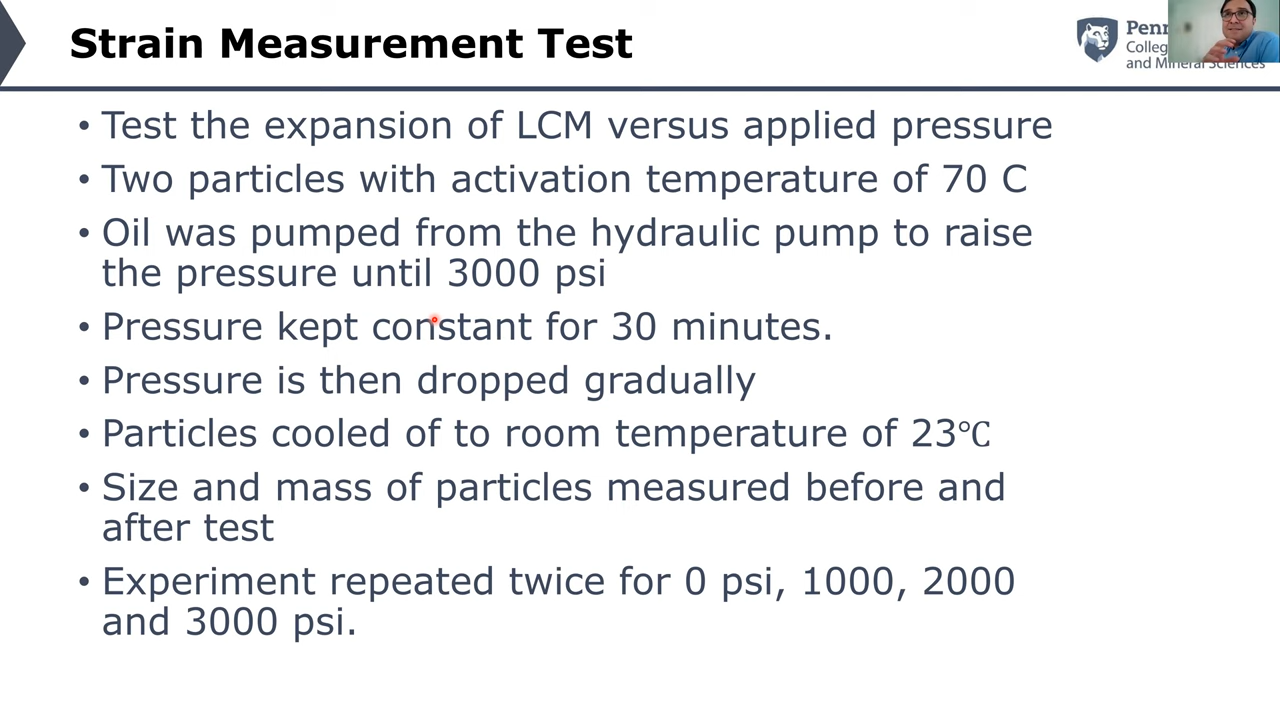 Strain Measurement Test
Penn
Colleg
and Mineral Sciences
• Test the expansion of LCM versus applied pressure
• Two particles with activation temperature of 70 C
• Oil was pumped from the hydraulic pump to raise
the pressure until 3000 psi
• Pressure kept constant for 30 minutes.
• Pressure is then dropped gradually
• Particles cooled of to room temperature of 23℃
• Size and mass of particles measured before and
after test
• Experiment repeated twice for 0 psi, 1000, 2000
and 3000 psi.